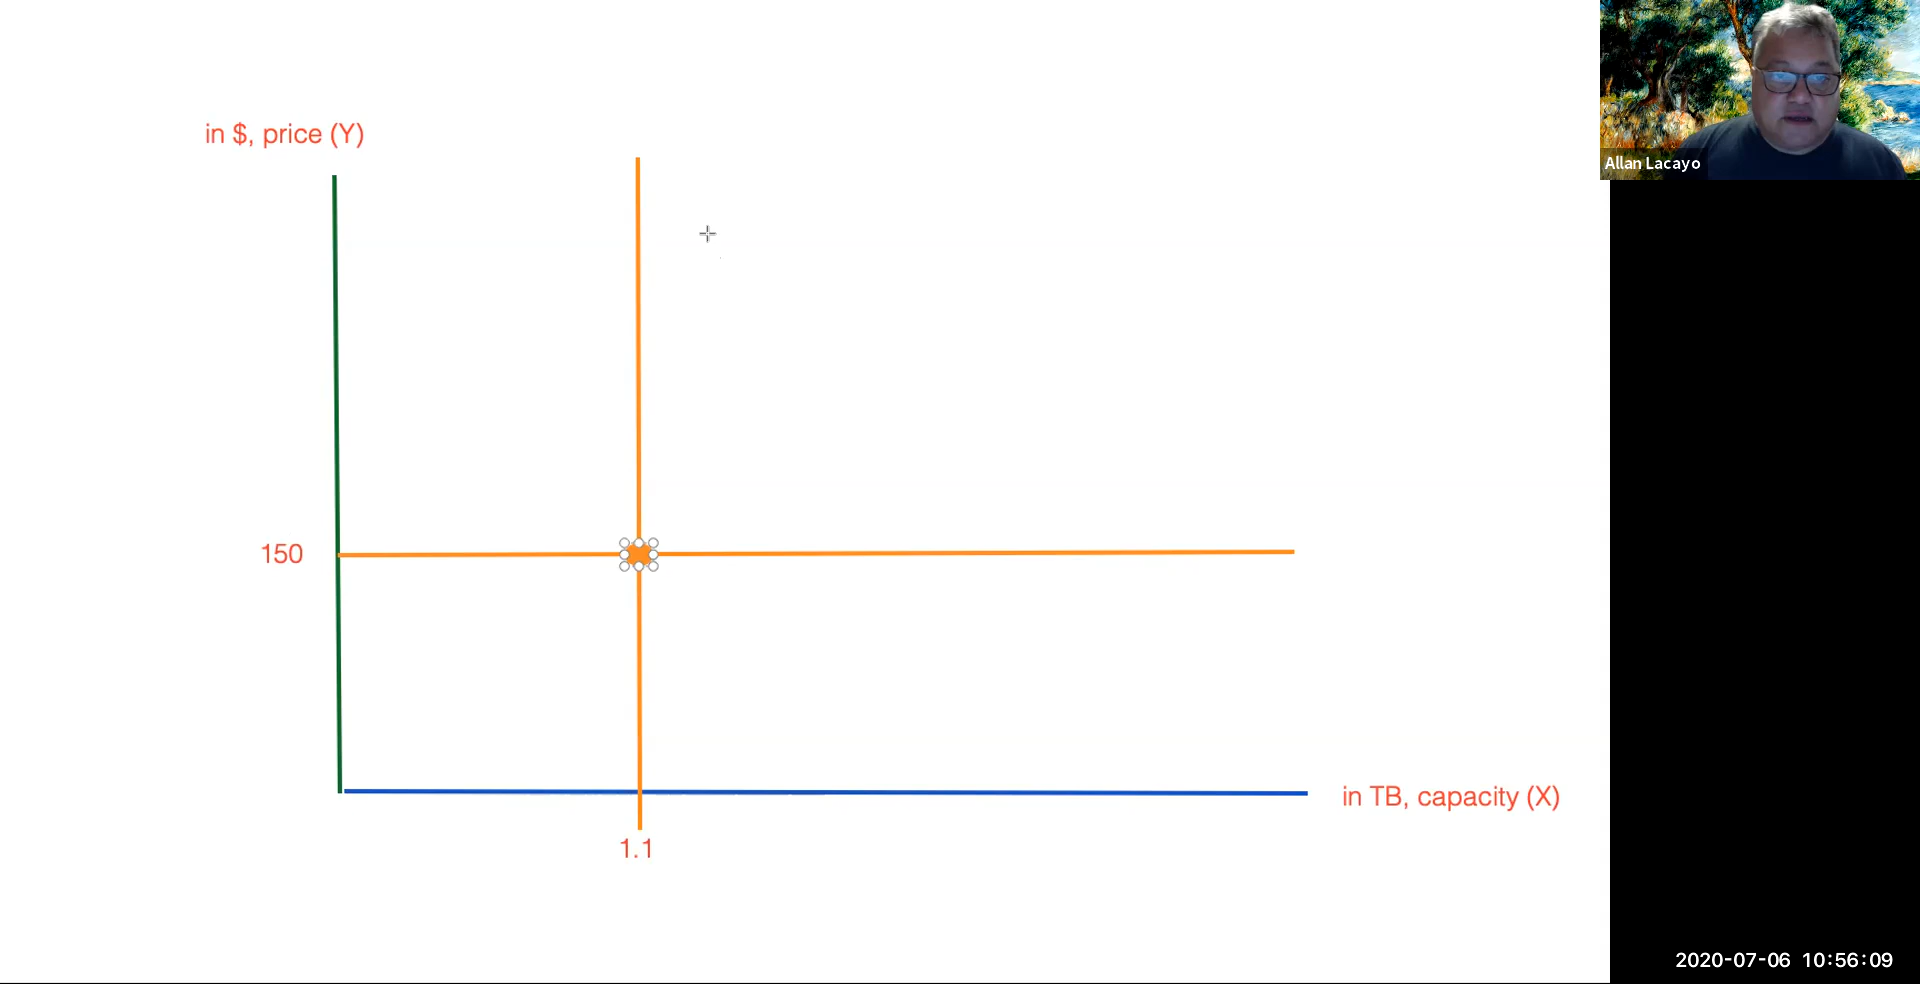 in $, price (Y)
Allan Lacayo
150
in TB, capacity (X)
1.1
2020-07-06 10:56:09